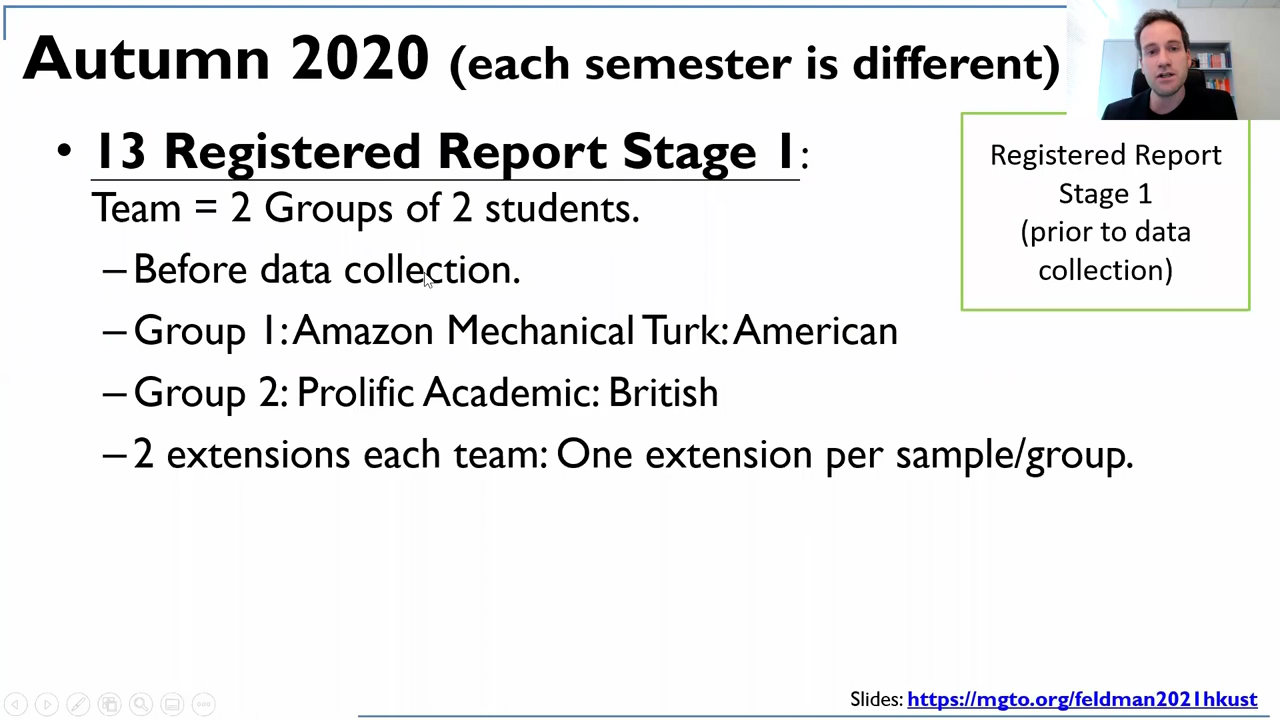 Autumn 2020 (each semester is different)
• 13 Registered Report Stage 1:
Team = 2 Groups of 2 students.
–Before data collection.
–Group 1: Amazon Mechanical Turk: American
–Group 2: Prolific Academic: British
–2 extensions each team: One extension per sample/group.
Registered Report
Stage 1
(prior to data
collection)
Slides: https://mgto.org/feldman2021hkust